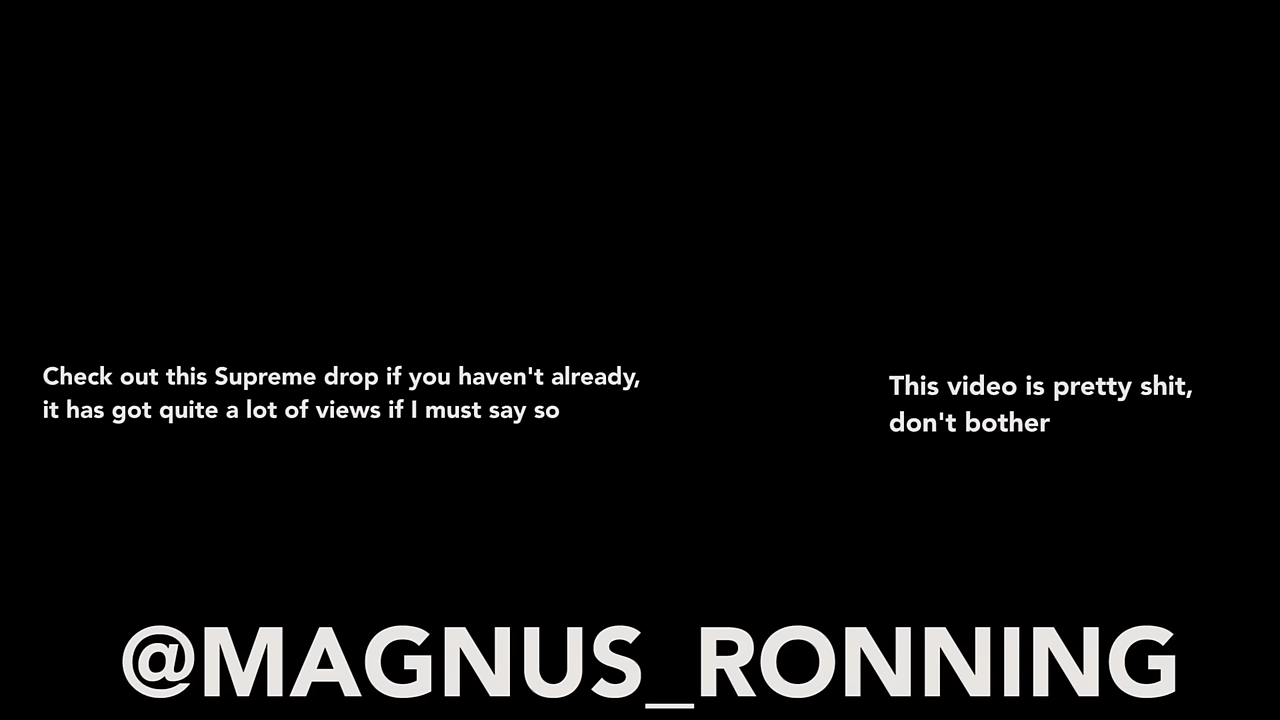 Check out this Supreme drop if you haven't already,
it has got quite a lot of views if I must say so
This video is pretty shit,
don't bother
@MAGNUS_RONNING